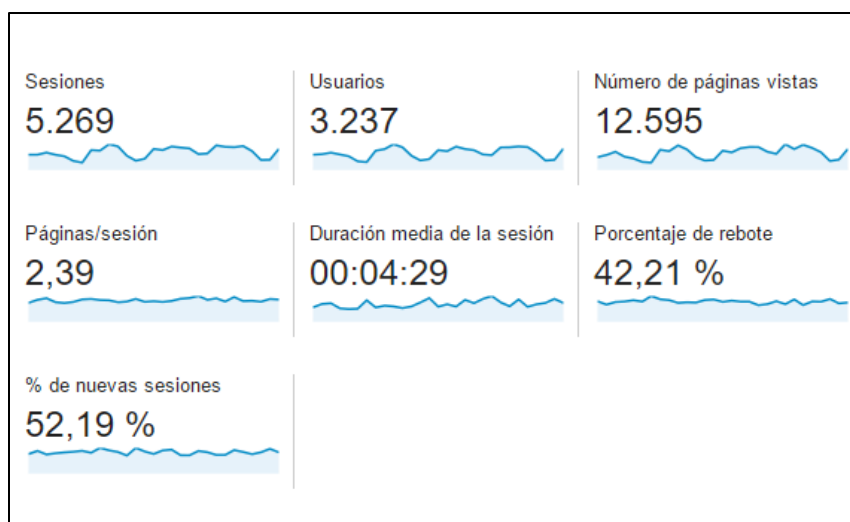 Sesiones
5.269
Usuarios
3.237
Número de páginas vistas
12.595
Páginas/sesión
2,39
Duración media de la sesión
00:04:29
Porcentaje de rebote
42,21 %
% de nuevas sesiones
52,19 %